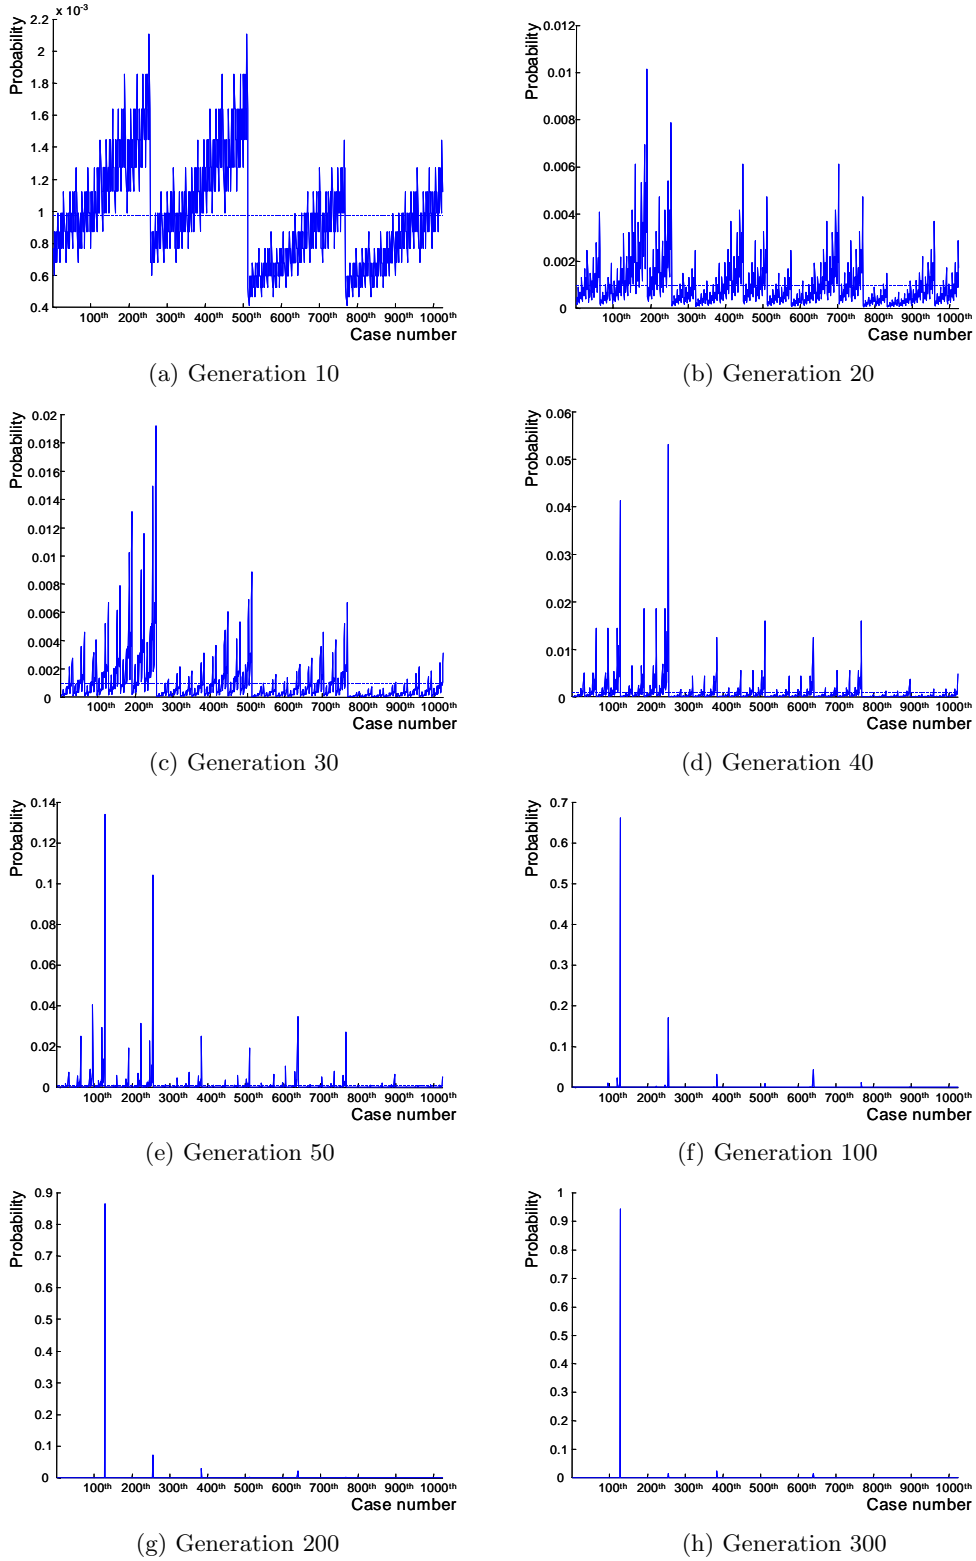 x 10⁻³
Probability
2.2
2
1.8
1.6
1.4
1.2
1
0.8
0.6
0.4
100th 200th 300th 400th 500th 600th 700th 800th 900th 1000th
Case number
(a) Generation 10
Probability
0.012
0.01
0.008
0.006
0.004
0.002
0
100th 200th 300th 400th 500th 600th 700th 800th 900th 1000th
Case number
(b) Generation 20
Probability
0.02
0.018
0.016
0.014
0.012
0.01
0.008
0.006
0.004
0.002
0
100th 200th 300th 400th 500th 600th 700th 800th 900th 1000th
Case number
(c) Generation 30
Probability
0.06
0.05
0.04
0.03
0.02
0.01
0
100th 200th 300th 400th 500th 600th 700th 800th 900th 1000th
Case number
(d) Generation 40
Probability
0.14
0.12
0.1
0.08
0.06
0.04
0.02
0
100th 200th 300th 400th 500th 600th 700th 800th 900th 1000th
Case number
(e) Generation 50
Probability
0.7
0.6
0.5
0.4
0.3
0.2
0.1
0
100th 200th 300th 400th 500th 600th 700th 800th 900th 1000th
Case number
(f) Generation 100
Probability
0.9
0.8
0.7
0.6
0.5
0.4
0.3
0.2
0.1
0
100th 200th 300th 400th 500th 600th 700th 800th 900th 1000th
Case number
(g) Generation 200
Probability
1
0.9
0.8
0.7
0.6
0.5
0.4
0.3
0.2
0.1
0
100th 200th 300th 400th 500th 600th 700th 800th 900th 1000th
Case number
(h) Generation 300